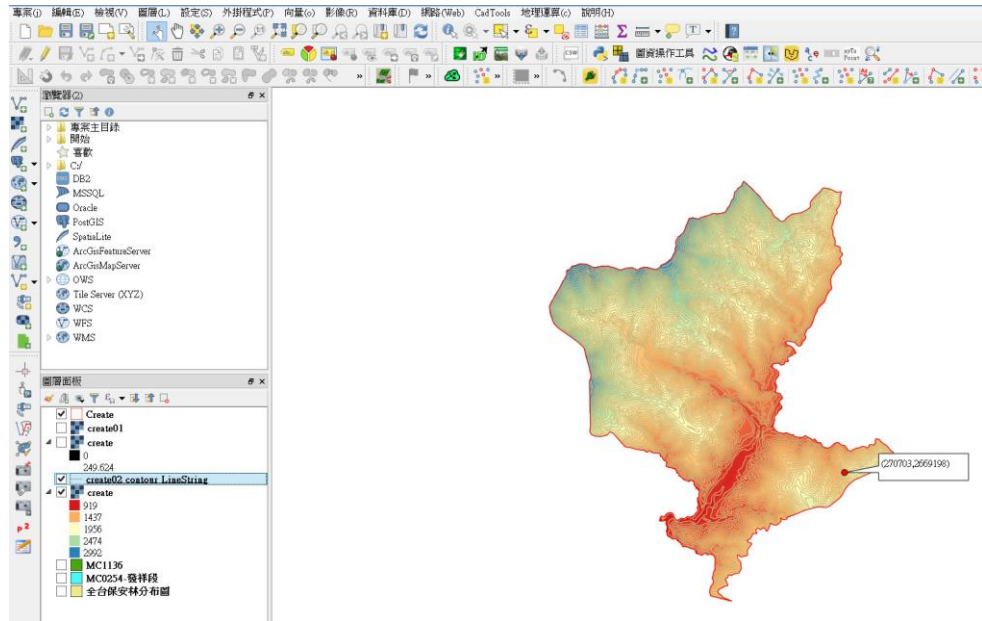 專案(j) 編輯(E) 檢視(V) 圖層(L) 設定(S) 外掛程式(P) 向量(o) 影像(R) 資料庫(D) 網路(Web) CadTools 地理運算(c) 說明(H)
CSW 圖資操作工具
瀏覽器(2)
專案主目錄
開始
喜歡
C:/
DB2
MSSQL
Oracle
PostGIS
SpatiaLite
ArcGisFeatureServer
ArcGisMapServer
OWS
Tile Server (XYZ)
WCS
WFS
WMS
圖層面板
Create
create01
create
0
249.624
create02 contour LineString
create
919
1437
1956
2474
2992
MC1136
MC0254-發祥段
全台保安林分布圖
(270703,2669198)